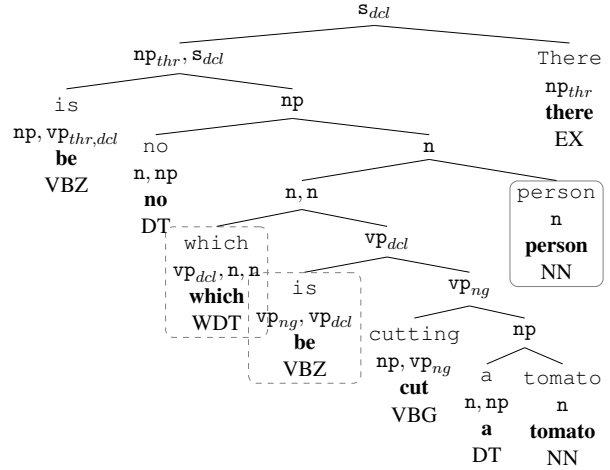 s_dcl
np_thr, s_dcl
There
np_thr
there
EX
is
np, vp_thr,dcl
be
VBZ
np
no
n, np
no
DT
n
n, n
person
n
person
NN
which
vp_dcl, n, n
which
WDT
vp_dcl
is
vp_ng, vp_dcl
be
VBZ
vp_ng
cutting
np, vp_ng
cut
VBG
np
a
n, np
a
DT
tomato
n
tomato
NN